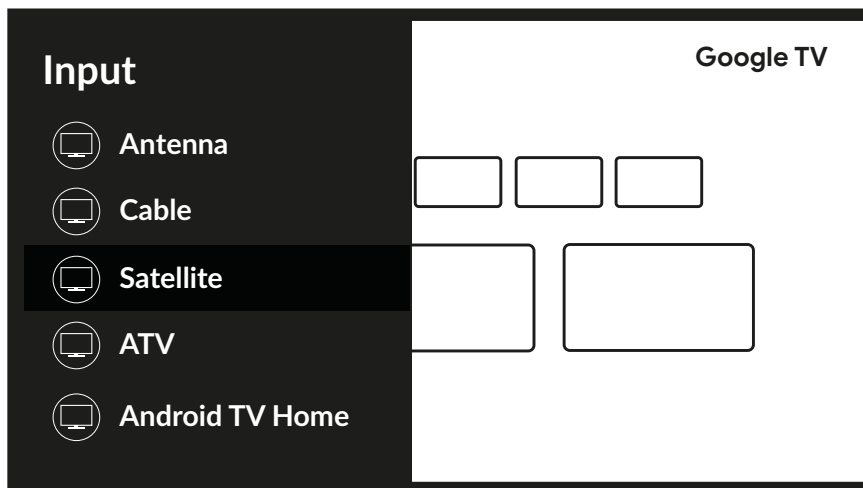 Input
Google TV
Antenna
Cable
Satellite
ATV
Android TV Home